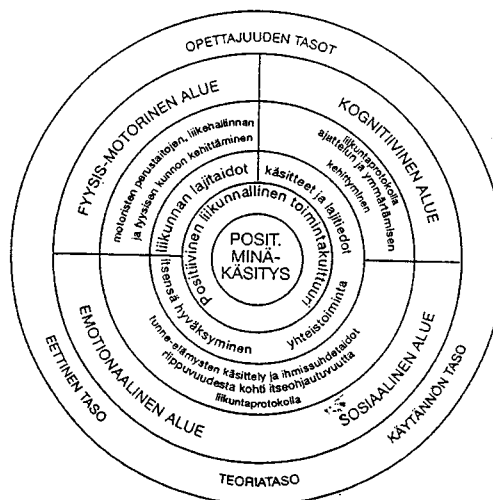 OPETTAJUUDEN TASOT
FYYSIS-MOTORINEN ALUE
KOGNITIIVINEN ALUE
motoristen perustaitojen, liikehallinnan
ja fyysisen kunnon kehittäminen
liikuntaprotokolla
ajattelun ja ymmärtämisen
kehittyminen
liikunnan lajitaidot
käsitteet ja lajitiedot
Positiivinen liikunnallinen toimintakulttuuri
POSIT.
MINÄ-
KÄSITYS
itsensä hyväksyminen
yhteistoiminta
tunne-elämysten käsittely ja ihmissuhdetaidot
riippuvuudesta kohti itseohjautuvuutta
liikuntaprotokolla
EMOTIONAALINEN ALUE
SOSIAALINEN ALUE
EETTINEN TASO
KÄYTÄNNÖN TASO
TEORIATASO